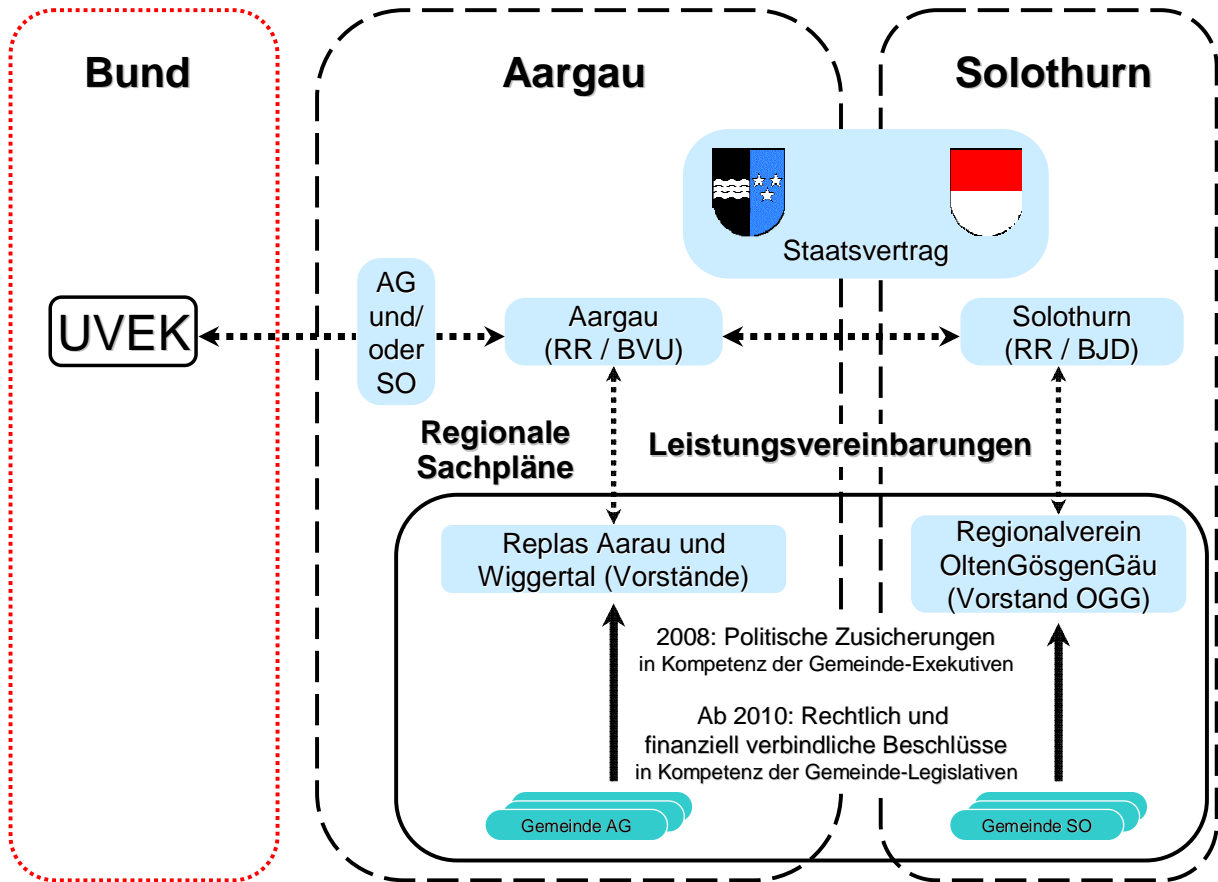 Bund
Aargau
Solothurn
Staatsvertrag
UVEK
AG
und/
oder
SO
Aargau
(RR / BVU)
Solothurn
(RR / BJD)
Regionale
Sachpläne
Leistungsvereinbarungen
Replas Aarau und
Wiggertal (Vorstände)
Regionalverein
OltenGösgenGäu
(Vorstand OGG)
2008: Politische Zusicherungen
in Kompetenz der Gemeinde-Exekutiven
Ab 2010: Rechtlich und
finanziell verbindliche Beschlüsse
in Kompetenz der Gemeinde-Legislativen
Gemeinde AG
Gemeinde SO